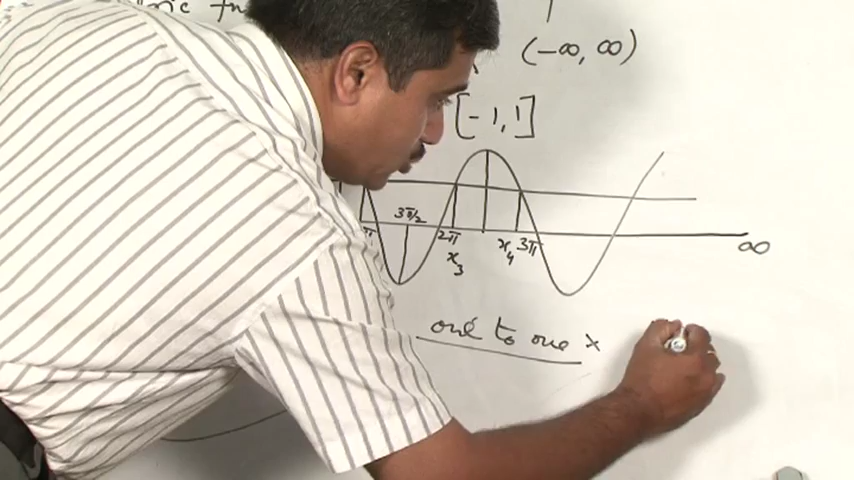 (-∞, ∞)
[-1, 1]
3π/2
π 2π x₄ 3π ∞
x₃
one to one ×